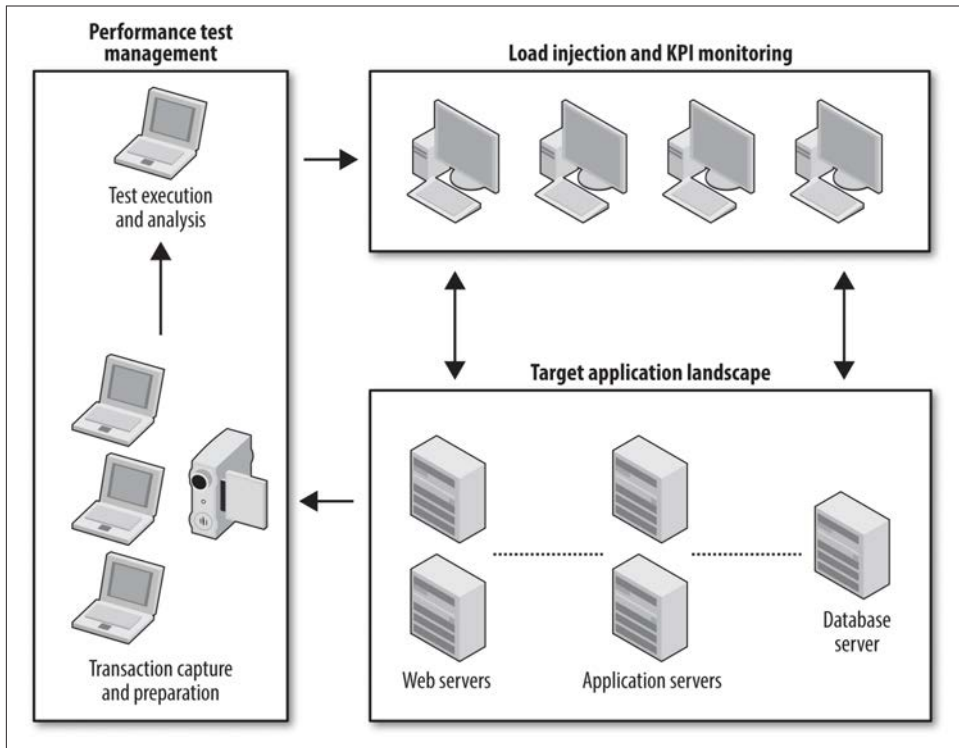 Performance test
management
Test execution
and analysis
Transaction capture
and preparation
Load injection and KPI monitoring
Target application landscape
Web servers
Application servers
Database
server